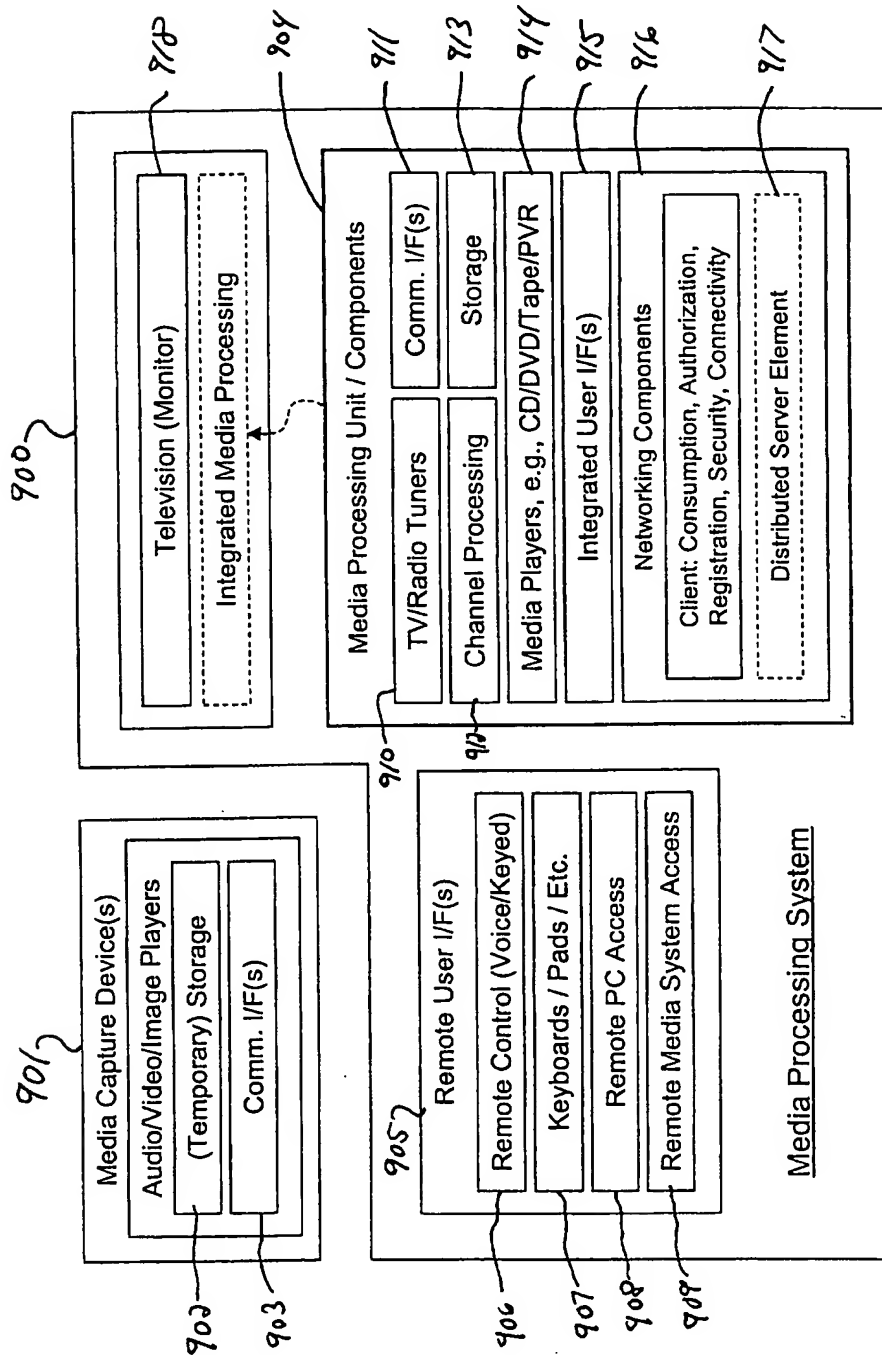 900
918
Television (Monitor)
Integrated Media Processing
904
Media Processing Unit / Components
910
TV/Radio Tuners
Comm. I/F(s)
911
912
Channel Processing
Storage
913
Media Players, e.g., CD/DVD/Tape/PVR
914
Integrated User I/F(s)
915
Networking Components
916
Client: Consumption, Authorization,
Registration, Security, Connectivity
Distributed Server Element
917
901
Media Capture Device(s)
Audio/Video/Image Players
902
(Temporary) Storage
903
Comm. I/F(s)
905
Remote User I/F(s)
906
Remote Control (Voice/Keyed)
907
Keyboards / Pads / Etc.
908
Remote PC Access
909
Remote Media System Access
Media Processing System